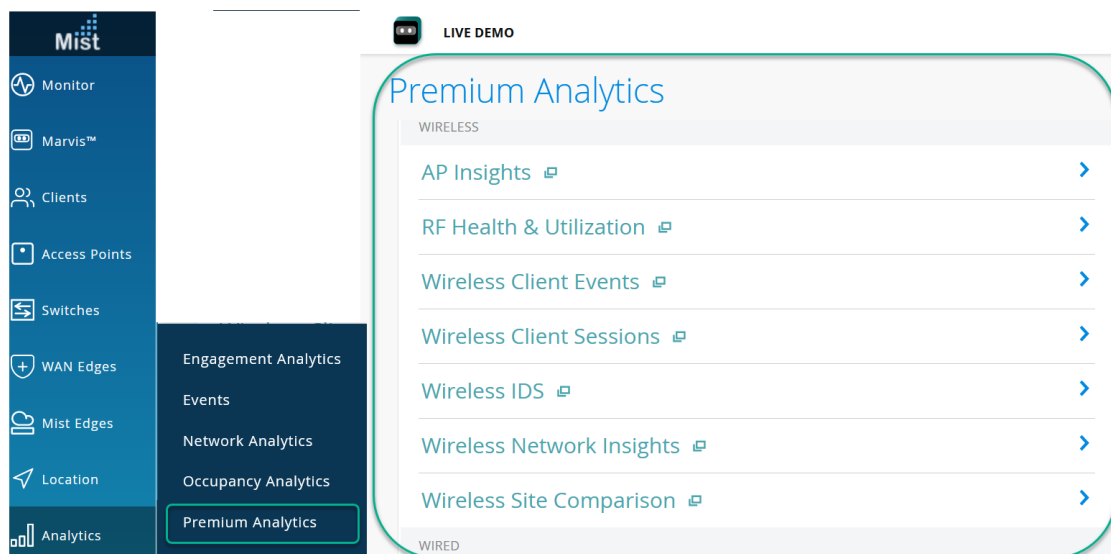 Mist
Monitor
Marvis™
Clients
Access Points
Switches
WAN Edges
Mist Edges
Location
Analytics
Engagement Analytics
Events
Network Analytics
Occupancy Analytics
Premium Analytics
LIVE DEMO
Premium Analytics
WIRELESS
AP Insights
RF Health & Utilization
Wireless Client Events
Wireless Client Sessions
Wireless IDS
Wireless Network Insights
Wireless Site Comparison
WIRED